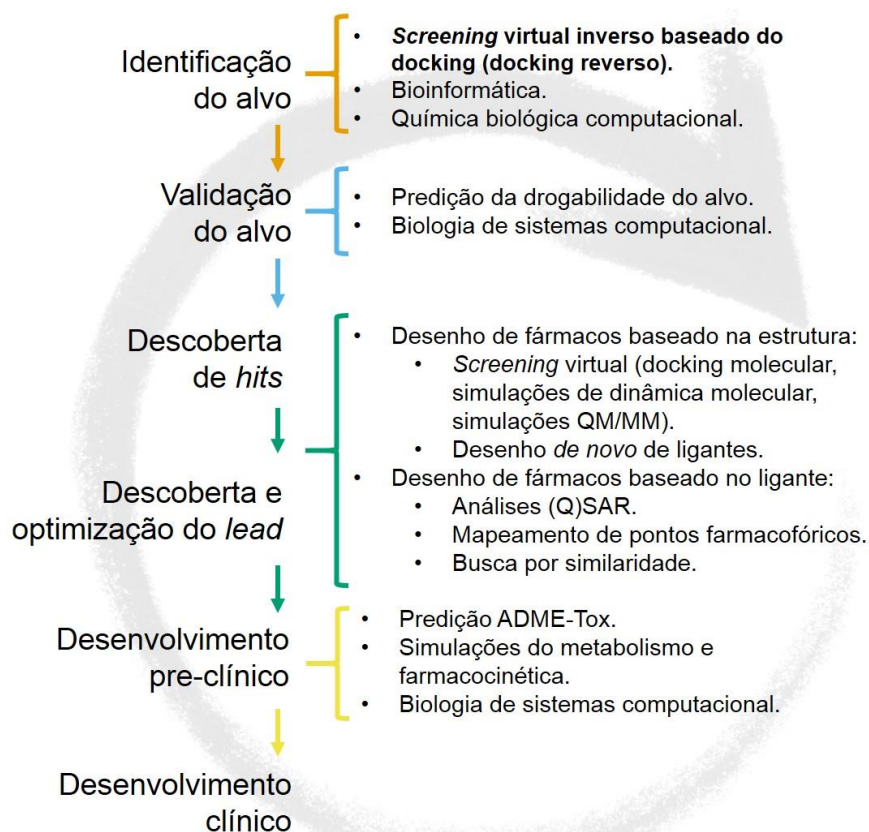 Identificação
do alvo
• Screening virtual inverso baseado do
docking (docking reverso).
• Bioinformática.
• Química biológica computacional.
Validação
do alvo
• Predição da drogabilidade do alvo.
• Biologia de sistemas computacional.
Descoberta
de hits
Descoberta e
optimização do lead
• Desenho de fármacos baseado na estrutura:
• Screening virtual (docking molecular,
simulações de dinâmica molecular,
simulações QM/MM).
• Desenho de novo de ligantes.
• Desenho de fármacos baseado no ligante:
• Análises (Q)SAR.
• Mapeamento de pontos farmacofóricos.
• Busca por similaridade.
Desenvolvimento
pre-clínico
• Predição ADME-Tox.
• Simulações do metabolismo e
farmacocinética.
• Biologia de sistemas computacional.
Desenvolvimento
clínico